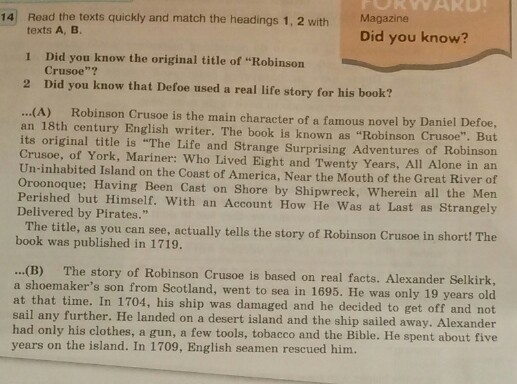 FORWARD!
14 Read the texts quickly and match the headings 1, 2 with
texts A, B.
Magazine
Did you know?
1 Did you know the original title of "Robinson
Crusoe"?
2 Did you know that Defoe used a real life story for his book?
...(A) Robinson Crusoe is the main character of a famous novel by Daniel Defoe,
an 18th century English writer. The book is known as "Robinson Crusoe". But
its original title is "The Life and Strange Surprising Adventures of Robinson
Crusoe, of York, Mariner: Who Lived Eight and Twenty Years, All Alone in an
Un-inhabited Island on the Coast of America, Near the Mouth of the Great River of
Oroonoque; Having Been Cast on Shore by Shipwreck, Wherein all the Men
Perished but Himself. With an Account How He Was at Last as Strangely
Delivered by Pirates."
The title, as you can see, actually tells the story of Robinson Crusoe in short! The
book was published in 1719.
...(B) The story of Robinson Crusoe is based on real facts. Alexander Selkirk,
a shoemaker's son from Scotland, went to sea in 1695. He was only 19 years old
at that time. In 1704, his ship was damaged and he decided to get off and not
sail any further. He landed on a desert island and the ship sailed away. Alexander
had only his clothes, a gun, a few tools, tobacco and the Bible. He spent about five
years on the island. In 1709, English seamen rescued him.